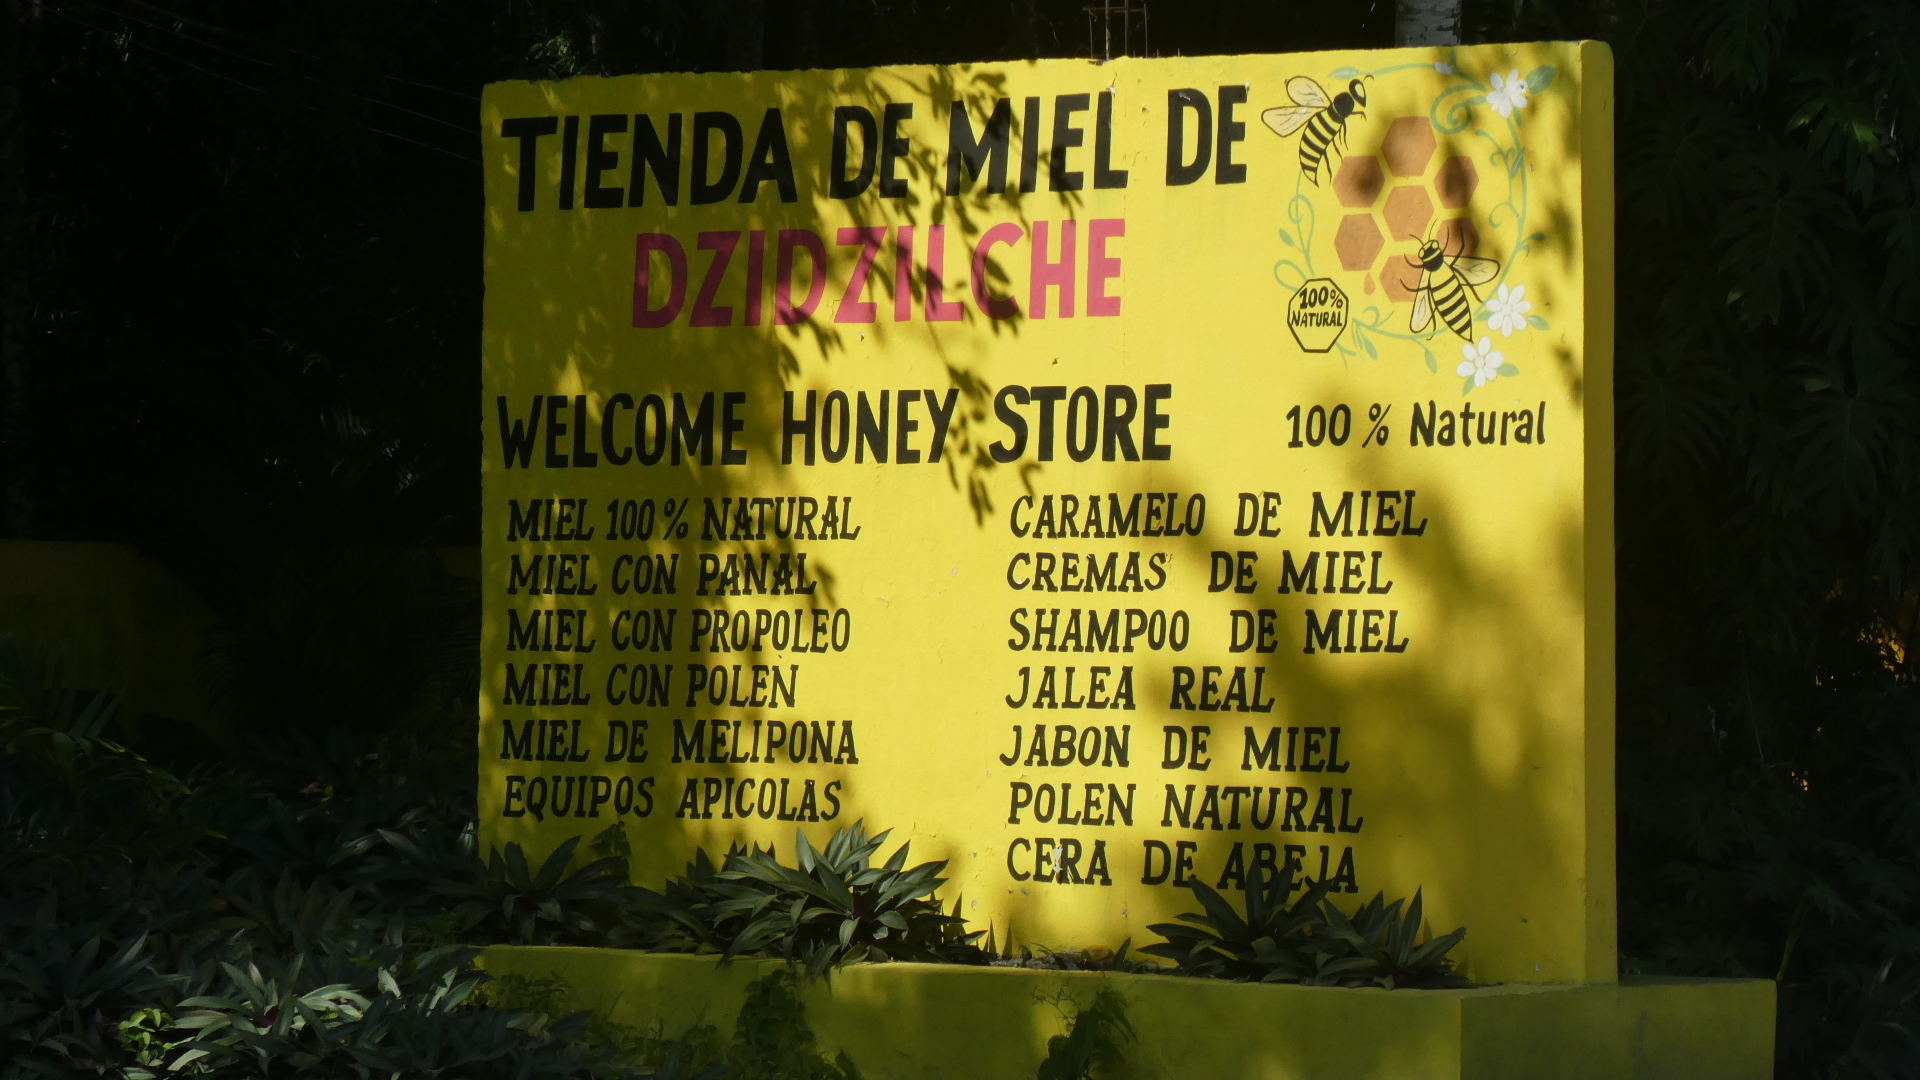 TIENDA DE MIEL DE
DZIDZILCHE
100%
NATURAL
WELCOME HONEY STORE
100 % Natural
MIEL 100% NATURAL
MIEL CON PANAL
MIEL CON PROPOLEO
MIEL CON POLEN
MIEL DE MELIPONA
EQUIPOS APICOLAS
CARAMELO DE MIEL
CREMAS DE MIEL
SHAMPOO DE MIEL
JALEA REAL
JABON DE MIEL
POLEN NATURAL
CERA DE ABEJA